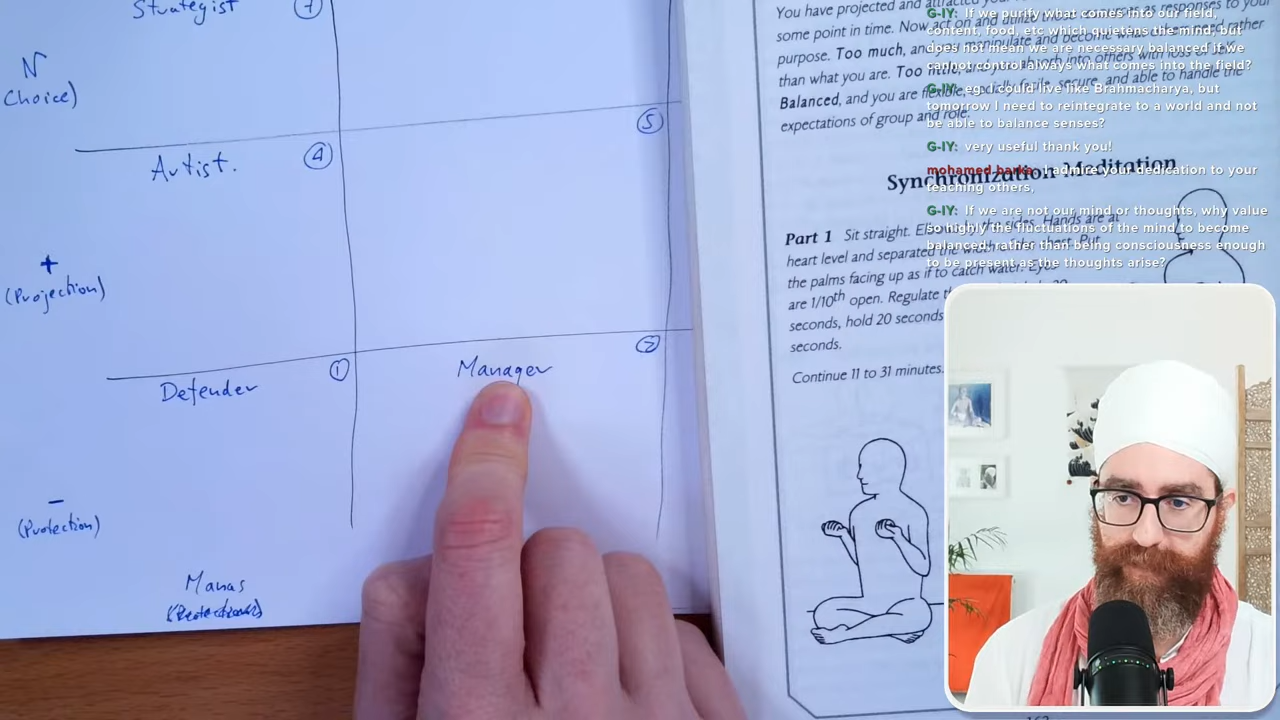 Strategist 7
N
Choice)
Artist. 4
5
+
(Projection)
Defender 1
Manager 2
-
(Protection)
Manas
You have projected and
some point in time. Now act on and
purpose. Too much, and
than what you are. Too little,
Balanced, and you are flexible, secure, and able to handle the
expectations of group and role.
Synchronization Meditation
Part 1 Sit straight.
heart level and separated
the palms facing up as if to catch water. Eyes
are 1/10th open. Regulate
seconds, hold 20 seconds
seconds.
Continue 11 to 31 minutes.
G-IY: If we purify what comes into our field,
content, food, etc which quietens the mind, but
does not mean we are necessary balanced if we
cannot control always what comes into the field?
G-IY: eg. I could live like Brahmacharya, but
tomorrow I need to reintegrate to a world and not
be able to balance senses?
G-IY: very useful thank you!
mohamed barka: I admire your dedication to your
teaching others,
G-IY: If we are not our mind or thoughts, why value
so highly the fluctuations of the mind to become
balanced, rather than being consciousness enough
to be present as the thoughts arise?